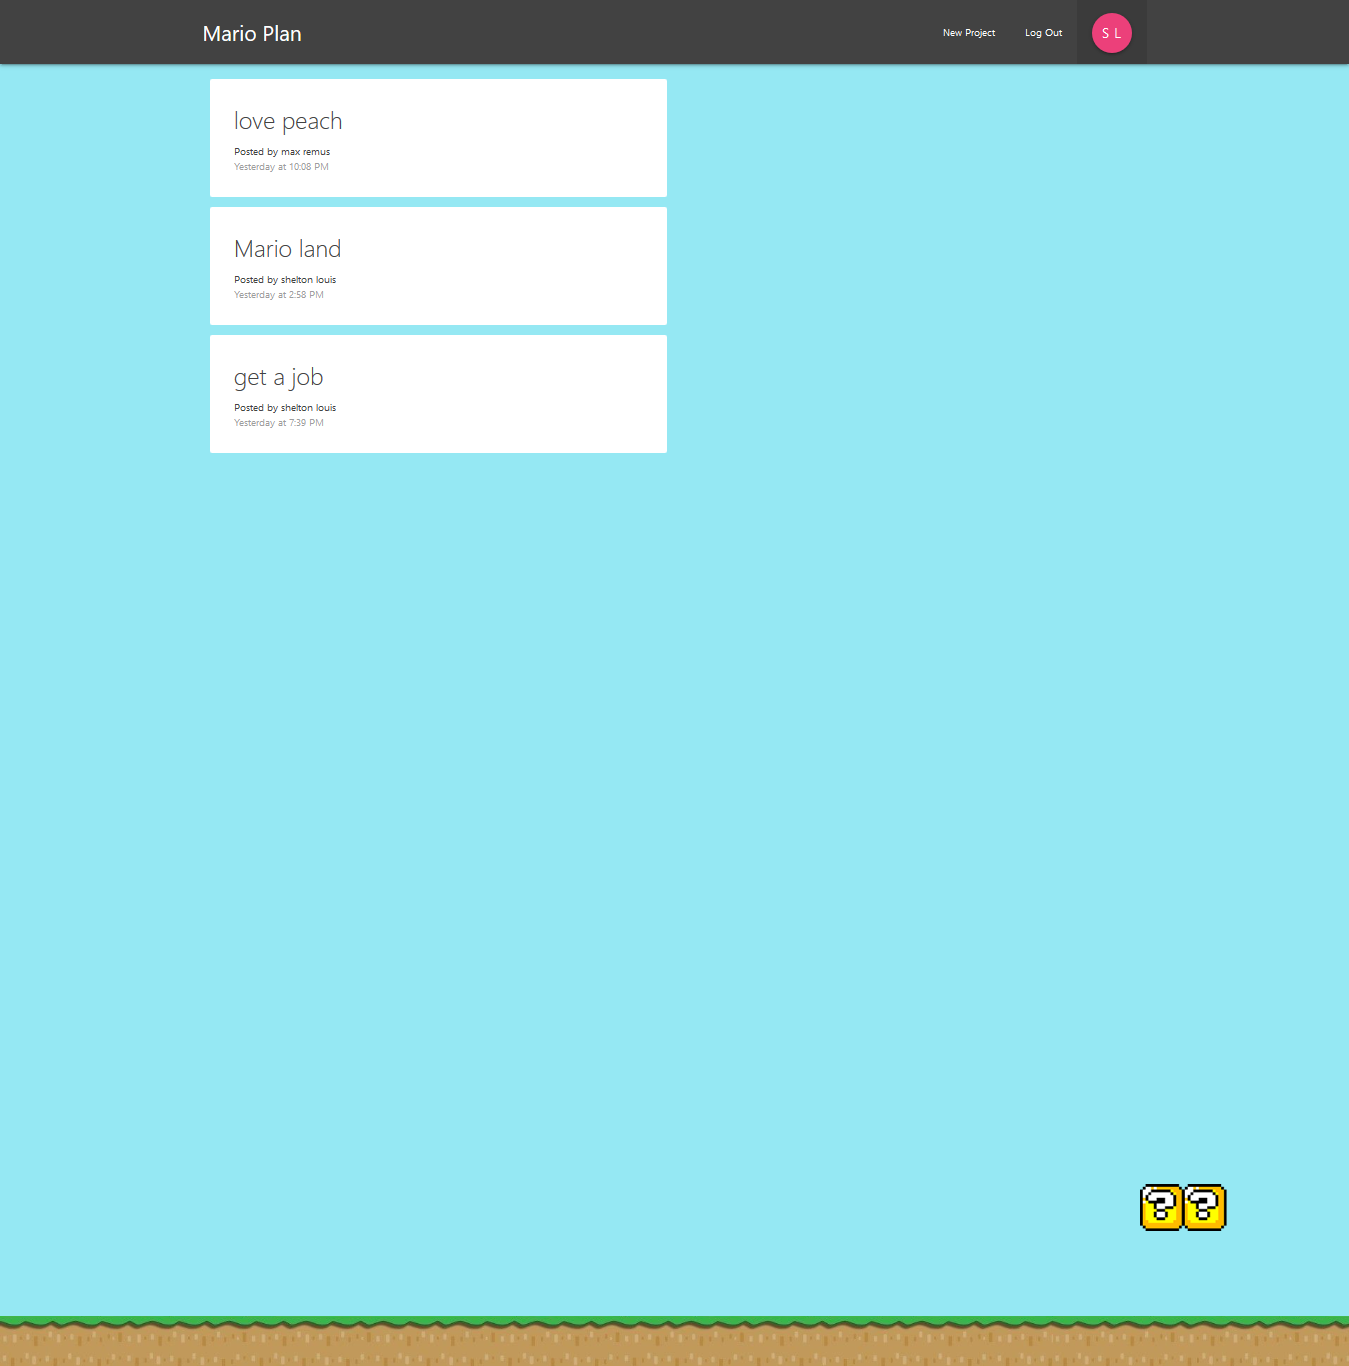 Mario Plan
New Project
Log Out
S L
love peach
Posted by max remus
Yesterday at 10:08 PM
Mario land
Posted by shelton louis
Yesterday at 2:58 PM
get a job
Posted by shelton louis
Yesterday at 7:39 PM
? ?